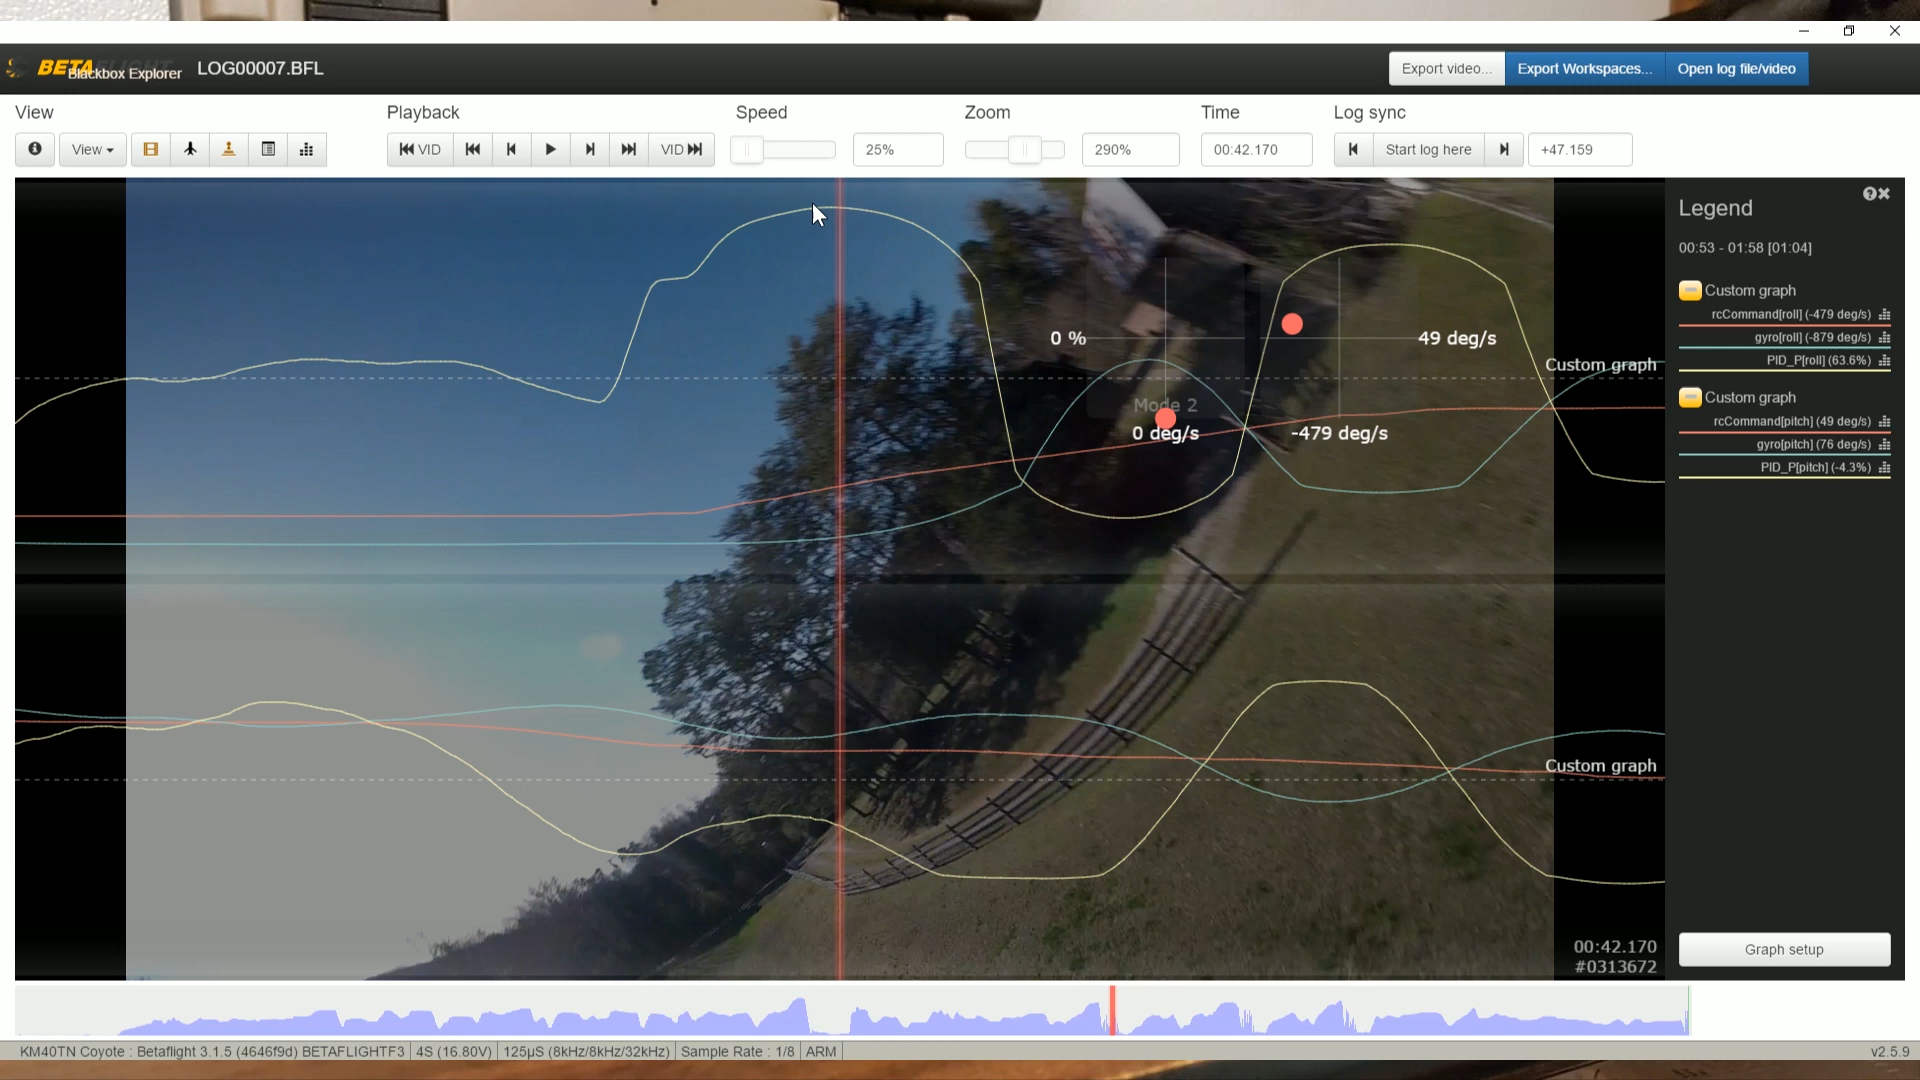 BETAFLIGHT
Blackbox Explorer
LOG00007.BFL
Export video...
Export Workspaces...
Open log file/video
View
Playback
Speed
Zoom
Time
Log sync
View
VID
VID
25%
290%
00:42.170
Start log here
+47.159
Legend
00:53 - 01:58 [01:04]
Custom graph
rcCommand[roll] (-479 deg/s)
gyro[roll] (-879 deg/s)
PID_P[roll] (63.6%)
Custom graph
rcCommand[pitch] (49 deg/s)
gyro[pitch] (76 deg/s)
PID_P[pitch] (-4.3%)
0 %
49 deg/s
Custom graph
Mode 2
0 deg/s
-479 deg/s
Custom graph
00:42.170
#0313672
Graph setup
KM40TN Coyote : Betaflight 3.1.5 (4646f9d) BETAFLIGHTF3
4S (16.80V)
125µS (8kHz/8kHz/32kHz)
Sample Rate : 1/8
ARM
v2.5.9